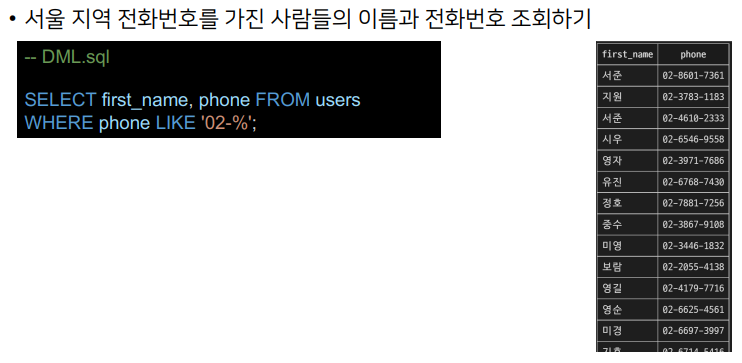 • 서울 지역 전화번호를 가진 사람들의 이름과 전화번호 조회하기
-- DML.sql
SELECT first_name, phone FROM users
WHERE phone LIKE '02-%';
first_name phone
서준 02-8601-7361
지원 02-3783-1183
서준 02-4610-2333
시우 02-6546-9558
영자 02-3971-7686
유진 02-6768-7430
정호 02-7881-7256
중수 02-3867-9108
미영 02-3446-1832
보람 02-2055-4138
영길 02-4179-7716
영순 02-6625-4561
미경 02-6697-3997
02-6714-5416